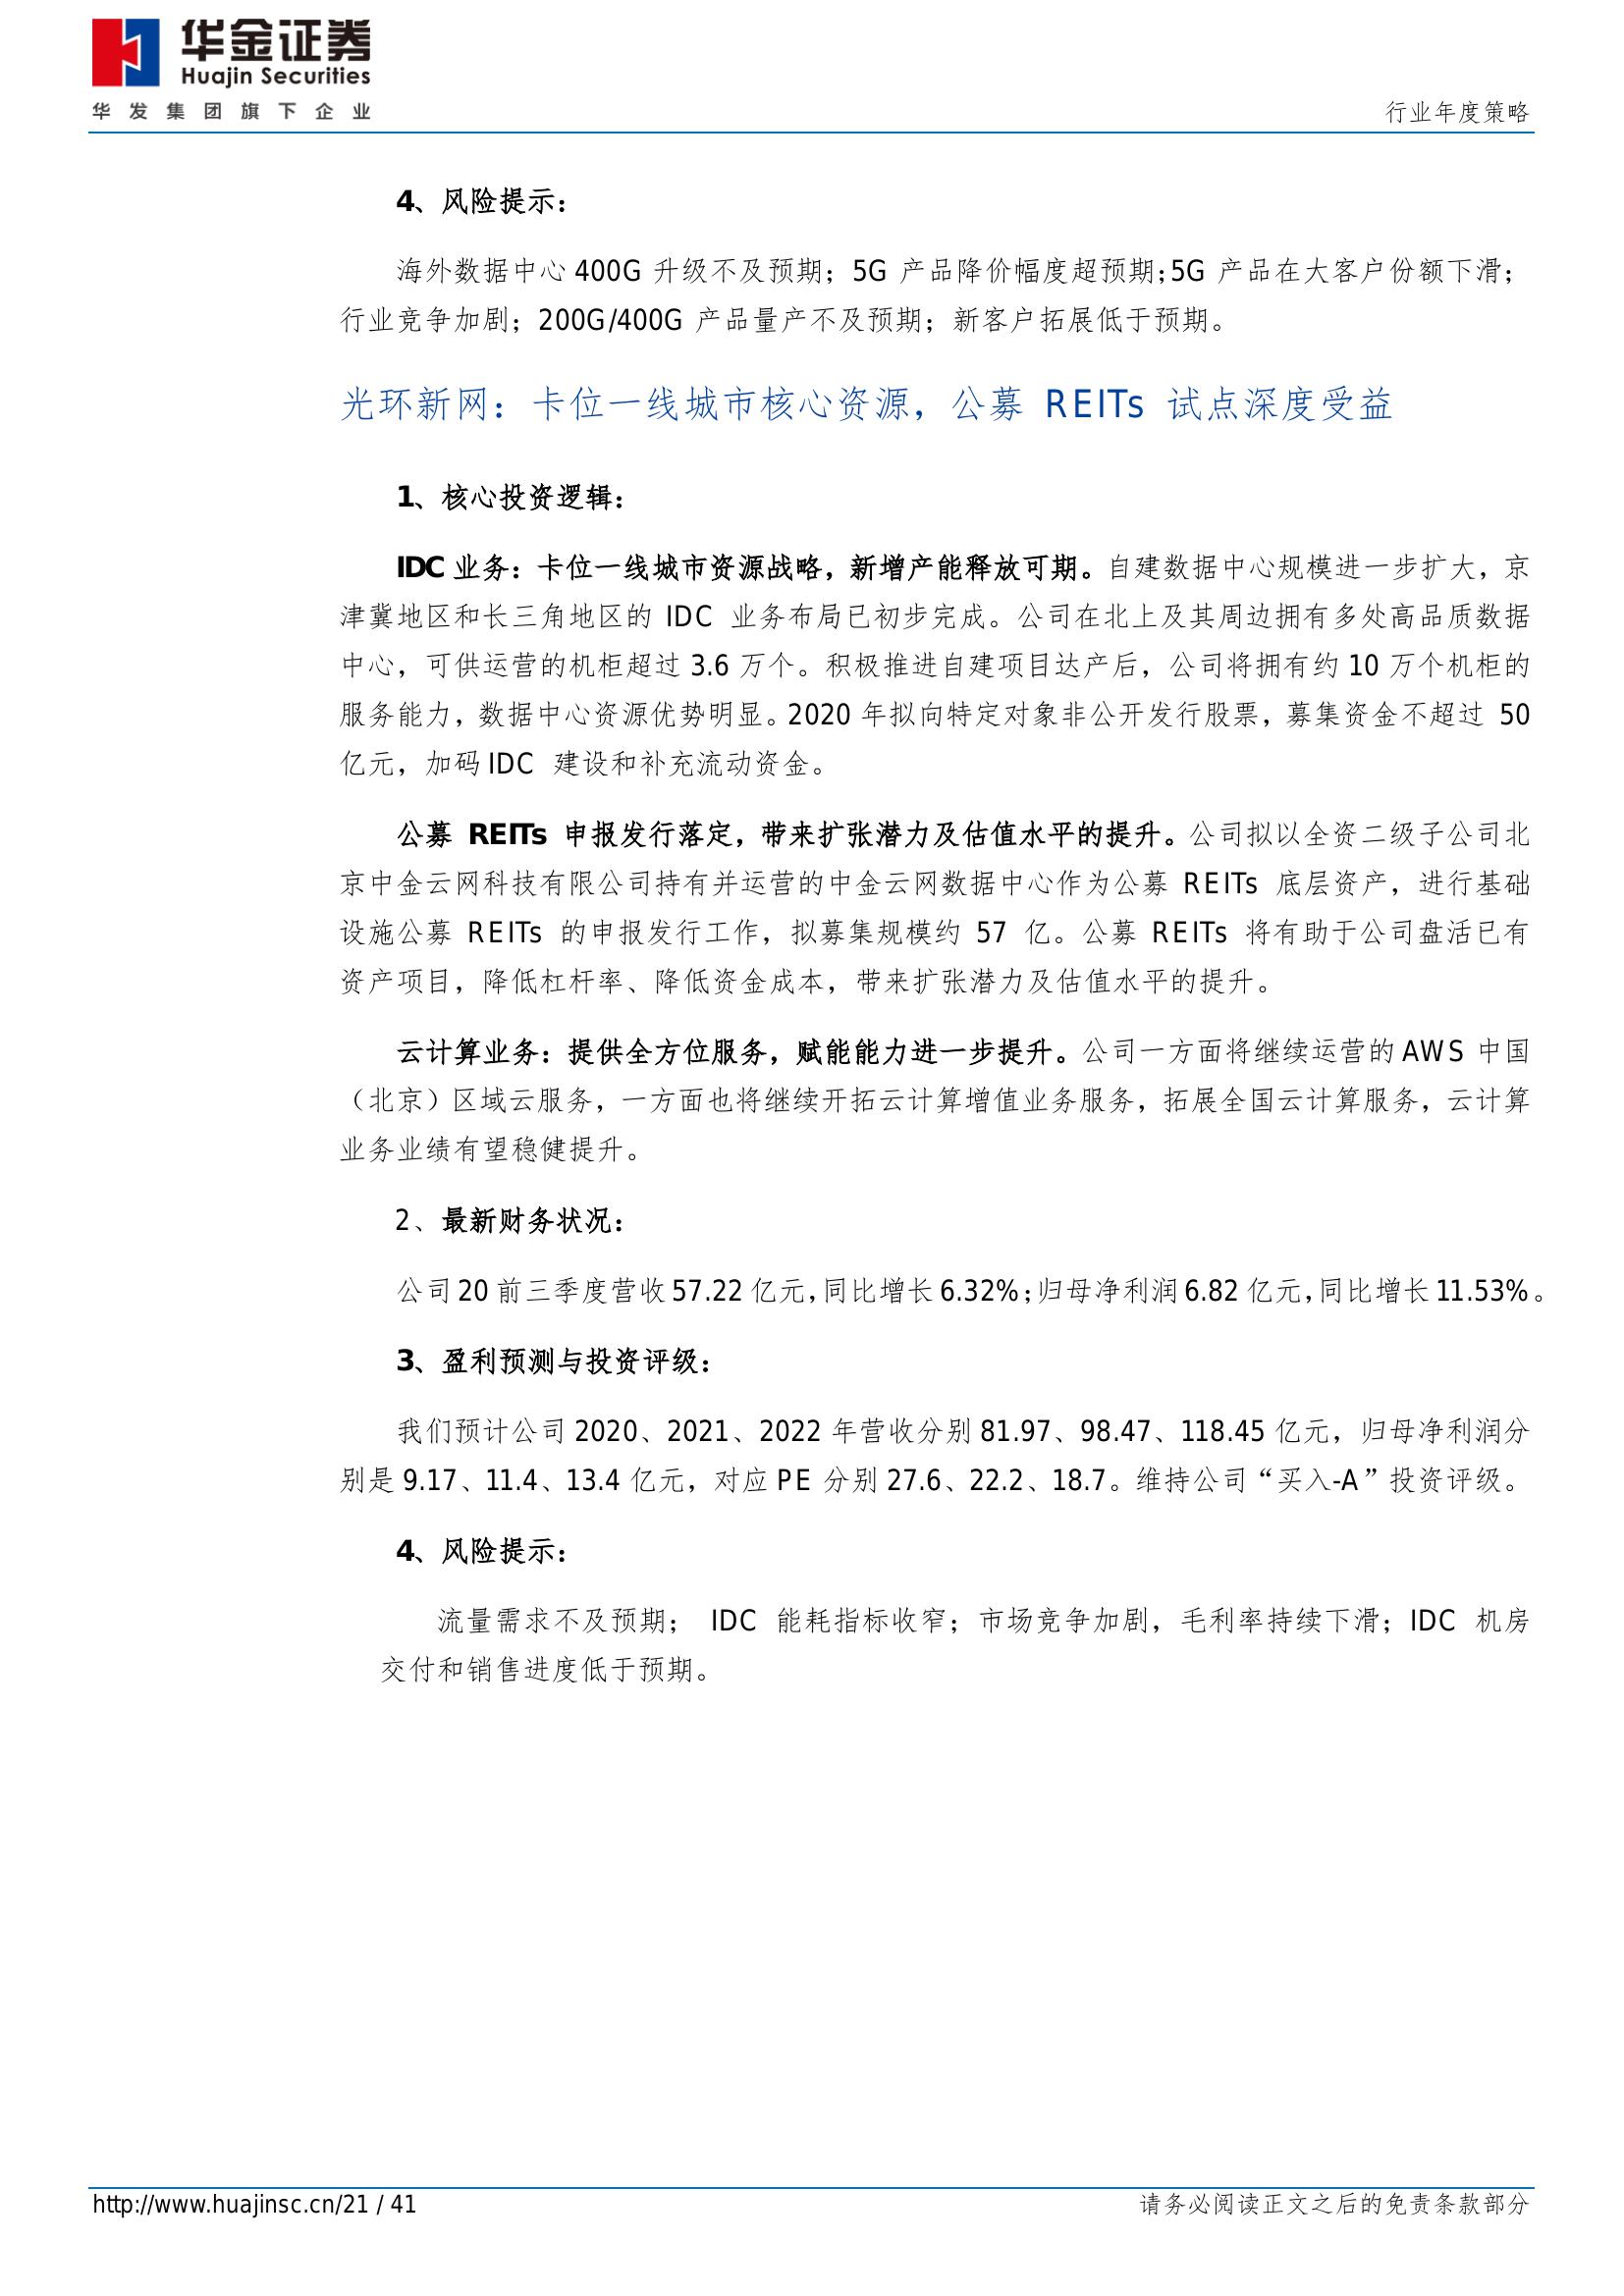 华金证券
Huajin Securities
华发集团旗下企业
行业年度策略
4、风险提示：
海外数据中心 400G 升级不及预期；5G 产品降价幅度超预期；5G 产品在大客户份额下滑；
行业竞争加剧；200G/400G 产品量产不及预期；新客户拓展低于预期。
光环新网：卡位一线城市核心资源，公募 REITs 试点深度受益
1、核心投资逻辑：
IDC 业务：卡位一线城市资源战略，新增产能释放可期。自建数据中心规模进一步扩大，京
津冀地区和长三角地区的 IDC 业务布局已初步完成。公司在北上及其周边拥有多处高品质数据
中心，可供运营的机柜超过 3.6 万个。积极推进自建项目达产后，公司将拥有约 10 万个机柜的
服务能力，数据中心资源优势明显。2020 年拟向特定对象非公开发行股票，募集资金不超过 50
亿元，加码 IDC 建设和补充流动资金。
公募 REITs 申报发行落定，带来扩张潜力及估值水平的提升。公司拟以全资二级子公司北
京中金云网科技有限公司持有并运营的中金云网数据中心作为公募 REITs 底层资产，进行基础
设施公募 REITs 的申报发行工作，拟募集规模约 57 亿。公募 REITs 将有助于公司盘活已有
资产项目，降低杠杆率、降低资金成本，带来扩张潜力及估值水平的提升。
云计算业务：提供全方位服务，赋能能力进一步提升。公司一方面将继续运营的 AWS 中国
（北京）区域云服务，一方面也将继续开拓云计算增值业务服务，拓展全国云计算服务，云计算
业务业绩有望稳健提升。
2、最新财务状况：
公司 20 前三季度营收 57.22 亿元，同比增长 6.32%；归母净利润 6.82 亿元，同比增长 11.53%。
3、盈利预测与投资评级：
我们预计公司 2020、2021、2022 年营收分别 81.97、98.47、118.45 亿元，归母净利润分
别是 9.17、11.4、13.4 亿元，对应 PE 分别 27.6、22.2、18.7。维持公司“买入-A”投资评级。
4、风险提示：
流量需求不及预期； IDC 能耗指标收窄；市场竞争加剧，毛利率持续下滑；IDC 机房
交付和销售进度低于预期。
http://www.huajinsc.cn/21 / 41
请务必阅读正文之后的免责条款部分